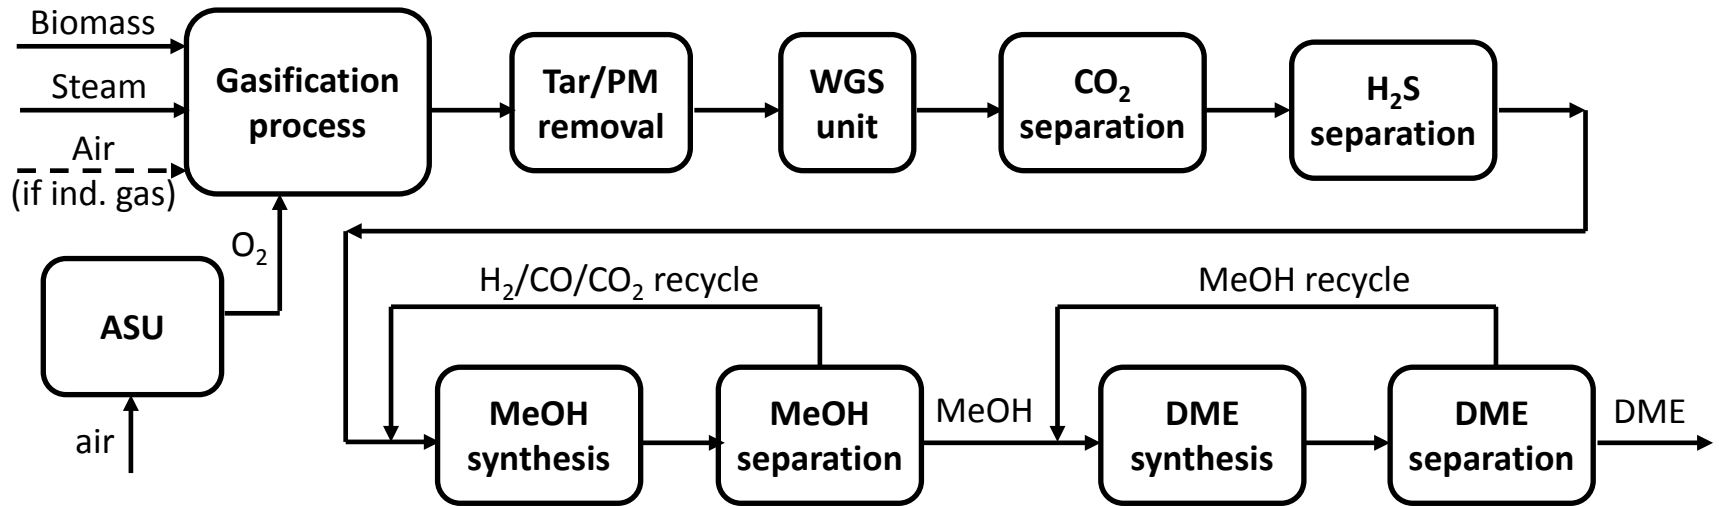 Biomass
Steam
Air
(if ind. gas)
Gasification
process
Tar/PM
removal
WGS
unit
CO₂
separation
H₂S
separation
O₂
ASU
air
H₂/CO/CO₂ recycle
MeOH recycle
MeOH
synthesis
MeOH
separation
MeOH
DME
synthesis
DME
separation
DME